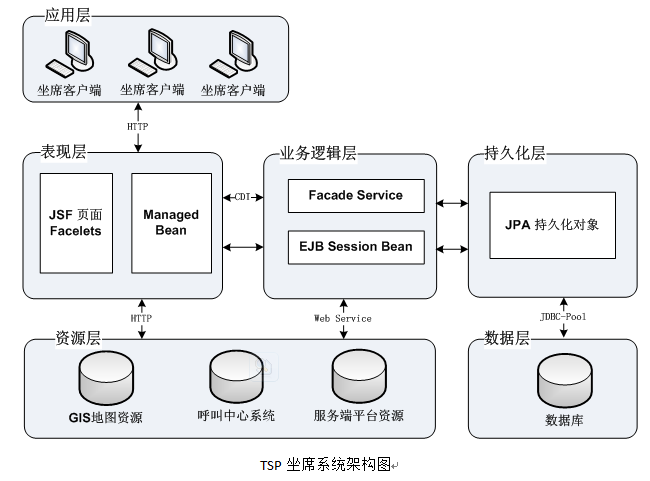 应用层
坐席客户端
坐席客户端
坐席客户端
HTTP
表现层
业务逻辑层
持久化层
JSF 页面
Facelets
Managed
Bean
CDI
Facade Service
EJB Session Bean
JPA 持久化对象
HTTP
Web Service
JDBC-Pool
资源层
数据层
GIS地图资源
呼叫中心系统
服务端平台资源
数据库
TSP 坐席系统架构图